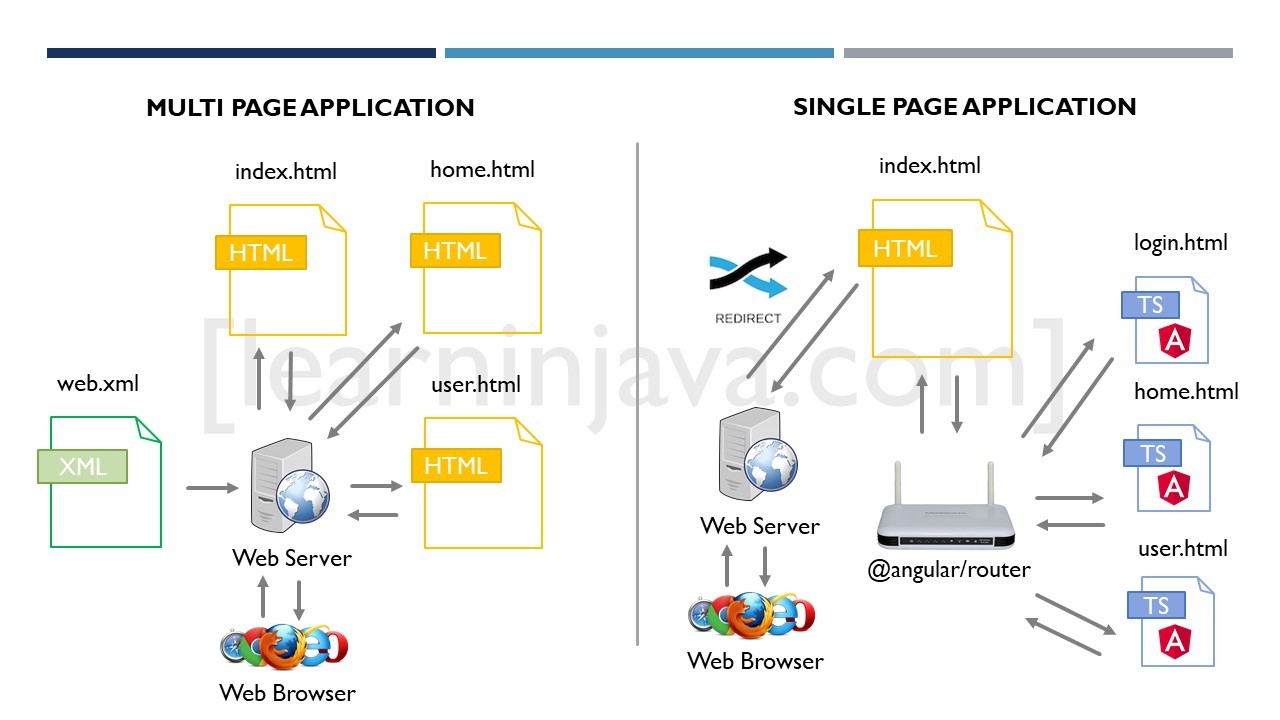 MULTI PAGE APPLICATION
index.html
home.html
HTML
HTML
web.xml
user.html
XML
HTML
Web Server
Web Browser
SINGLE PAGE APPLICATION
index.html
HTML
REDIRECT
login.html
TS
A
home.html
TS
A
Web Server
@angular/router
user.html
TS
A
Web Browser
[learninjava.com]